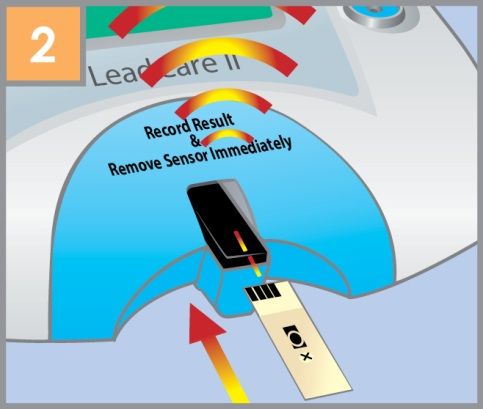 2
LeadCare II
Record Result
&
Remove Sensor Immediately
X